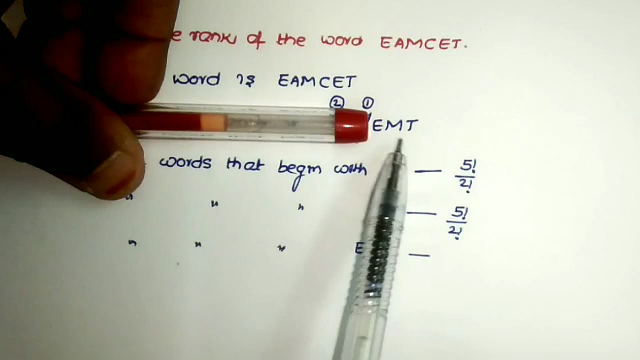 rank of the word EAMCET.
word is EAMCET
② ①
EMT
words that begin with — 5!/2!
" " " — 5!/2!
" " " E —